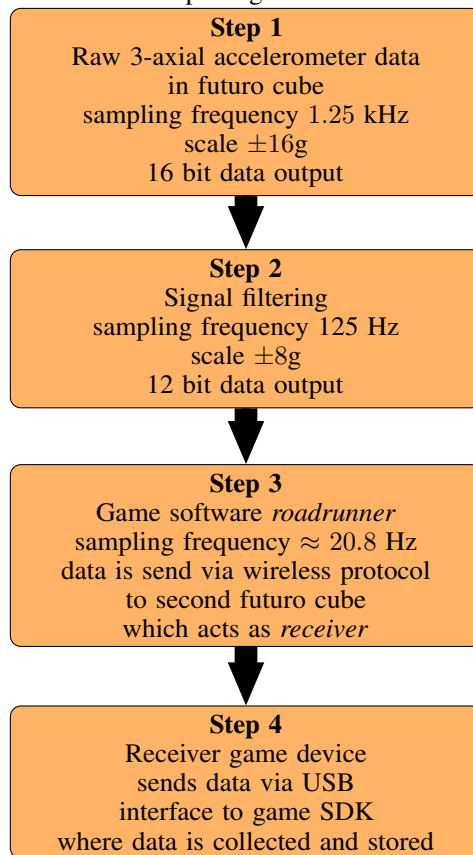 Step 1
Raw 3-axial accelerometer data
in futuro cube
sampling frequency 1.25 kHz
scale ±16g
16 bit data output
Step 2
Signal filtering
sampling frequency 125 Hz
scale ±8g
12 bit data output
Step 3
Game software roadrunner
sampling frequency ≈ 20.8 Hz
data is send via wireless protocol
to second futuro cube
which acts as receiver
Step 4
Receiver game device
sends data via USB
interface to game SDK
where data is collected and stored